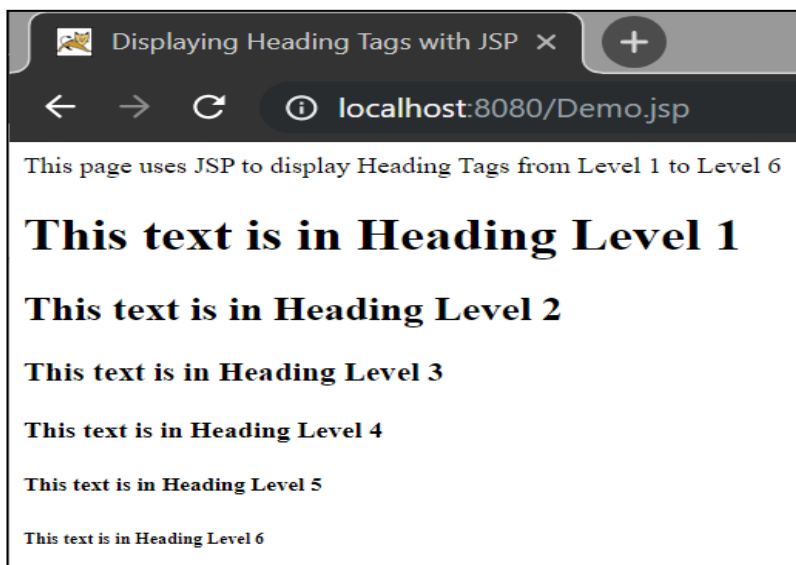 Displaying Heading Tags with JSP
localhost:8080/Demo.jsp
This page uses JSP to display Heading Tags from Level 1 to Level 6
This text is in Heading Level 1
This text is in Heading Level 2
This text is in Heading Level 3
This text is in Heading Level 4
This text is in Heading Level 5
This text is in Heading Level 6